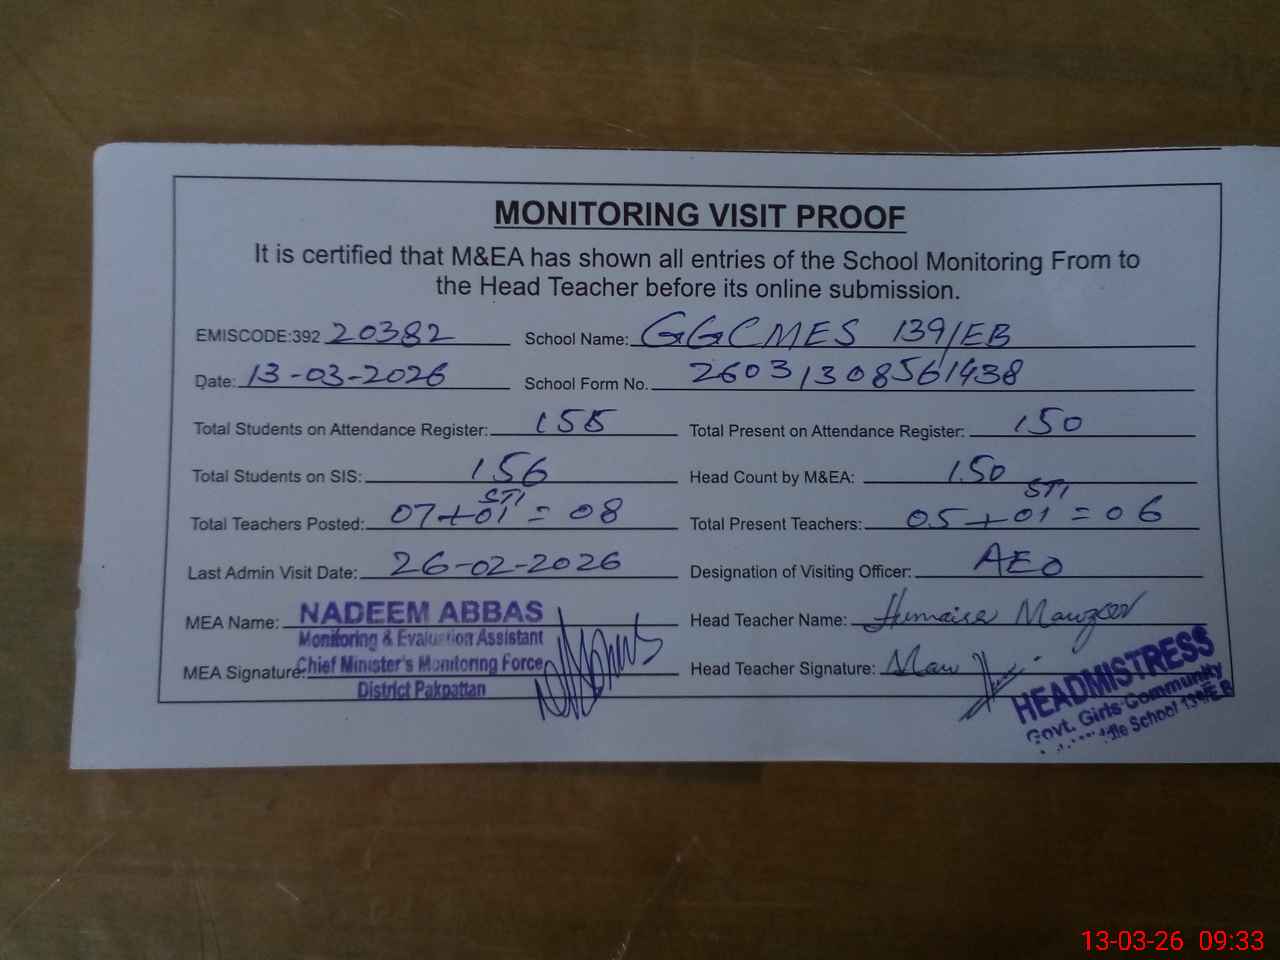 MONITORING VISIT PROOF
It is certified that M&EA has shown all entries of the School Monitoring From to
the Head Teacher before its online submission.
EMISCODE:392 20382 School Name: GGCMES 139/EB
Date: 13-03-2026 School Form No. 26031308561438
Total Students on Attendance Register: 155 Total Present on Attendance Register: 150
Total Students on SIS: 156 Head Count by M&EA: 150
STI STI
Total Teachers Posted: 07+01 = 08 Total Present Teachers: 05+01 = 06
Last Admin Visit Date: 26-02-2026 Designation of Visiting Officer: AEO
MEA Name: NADEEM ABBAS Head Teacher Name: Humaira Manzoor
Monitoring & Evaluation Assistant
MEA Signature: Chief Minister's Monitoring Force Head Teacher Signature:
District Pakpattan
HEADMISTRESS
Govt. Girls Community
School 139/E.B
13-03-26 09:33